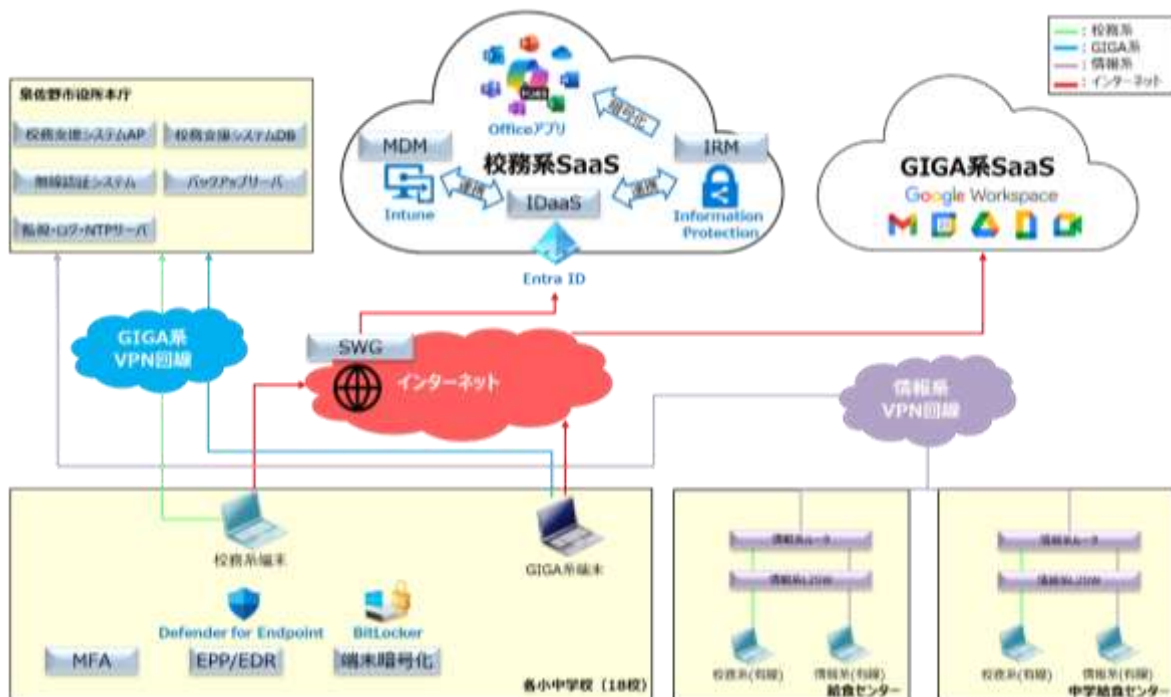 :校務系
:GIGA系
:情報系
:インターネット
泉佐野市役所本庁
校務支援システムAP
校務支援システムDB
無線認証システム
バックアップサーバ
監視・ログ・NTPサーバ
Officeアプリ
暗号化
MDM
校務系SaaS
IRM
連携
連携
Intune
IDaaS
Information
Protection
Entra ID
GIGA系SaaS
Google Workspace
GIGA系
VPN回線
SWG
インターネット
情報系
VPN回線
校務系端末
GIGA系端末
Defender for Endpoint
BitLocker
MFA
EPP/EDR
端末暗号化
各小中学校(18校)
情報系ルータ
情報系L2SW
校務系(有線)
情報系(有線)
給食センター
情報系ルータ
情報系L2SW
校務系(有線)
情報系(有線)
中学給食センター